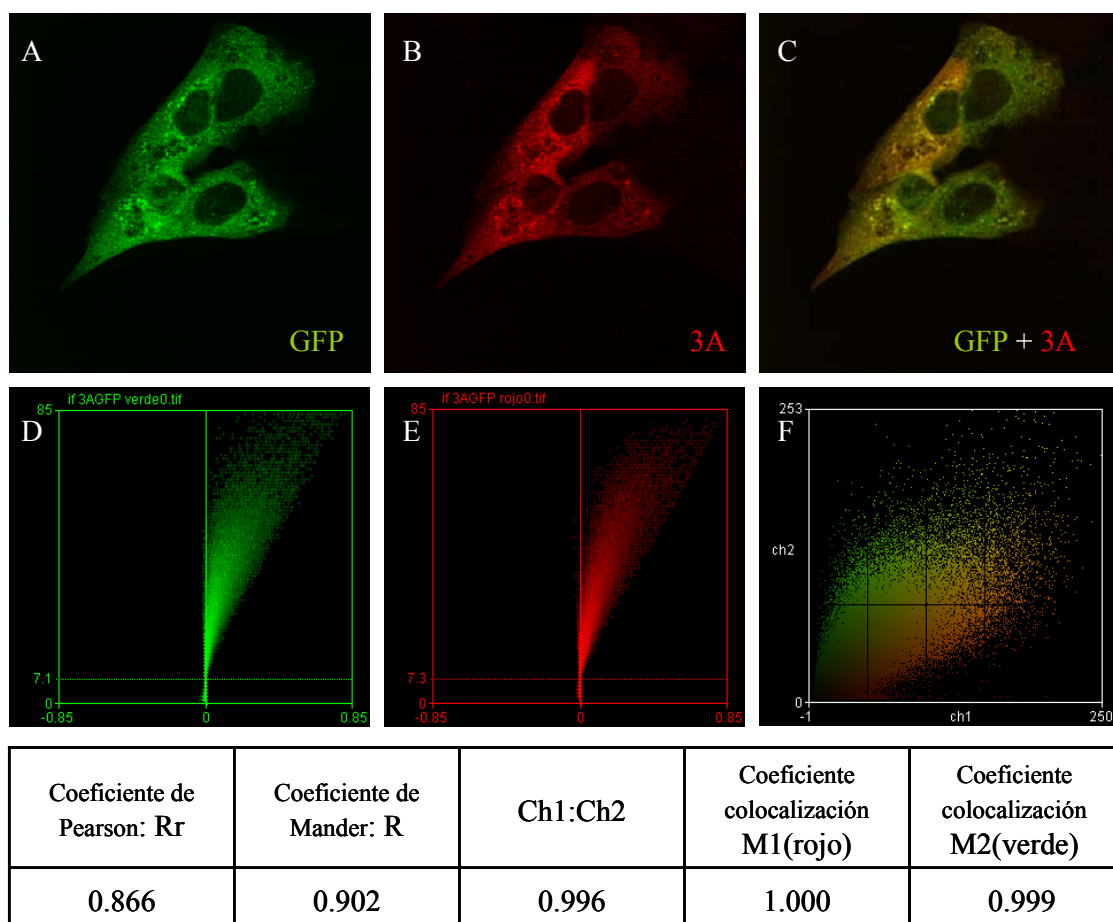 A
GFP
B
3A
C
GFP + 3A
D
if 3AGFP verde0.tif
85
7.1
0
-0.85
0
0.85
E
if 3AGFP rojo0.tif
85
7.3
0
-0.85
0
0.85
F
253
ch2
0
-1
ch1
250
Coeficiente de
Pearson: Rr
Coeficiente de
Mander: R
Ch1:Ch2
Coeficiente
colocalización
M1(rojo)
Coeficiente
colocalización
M2(verde)
0.866
0.902
0.996
1.000
0.999